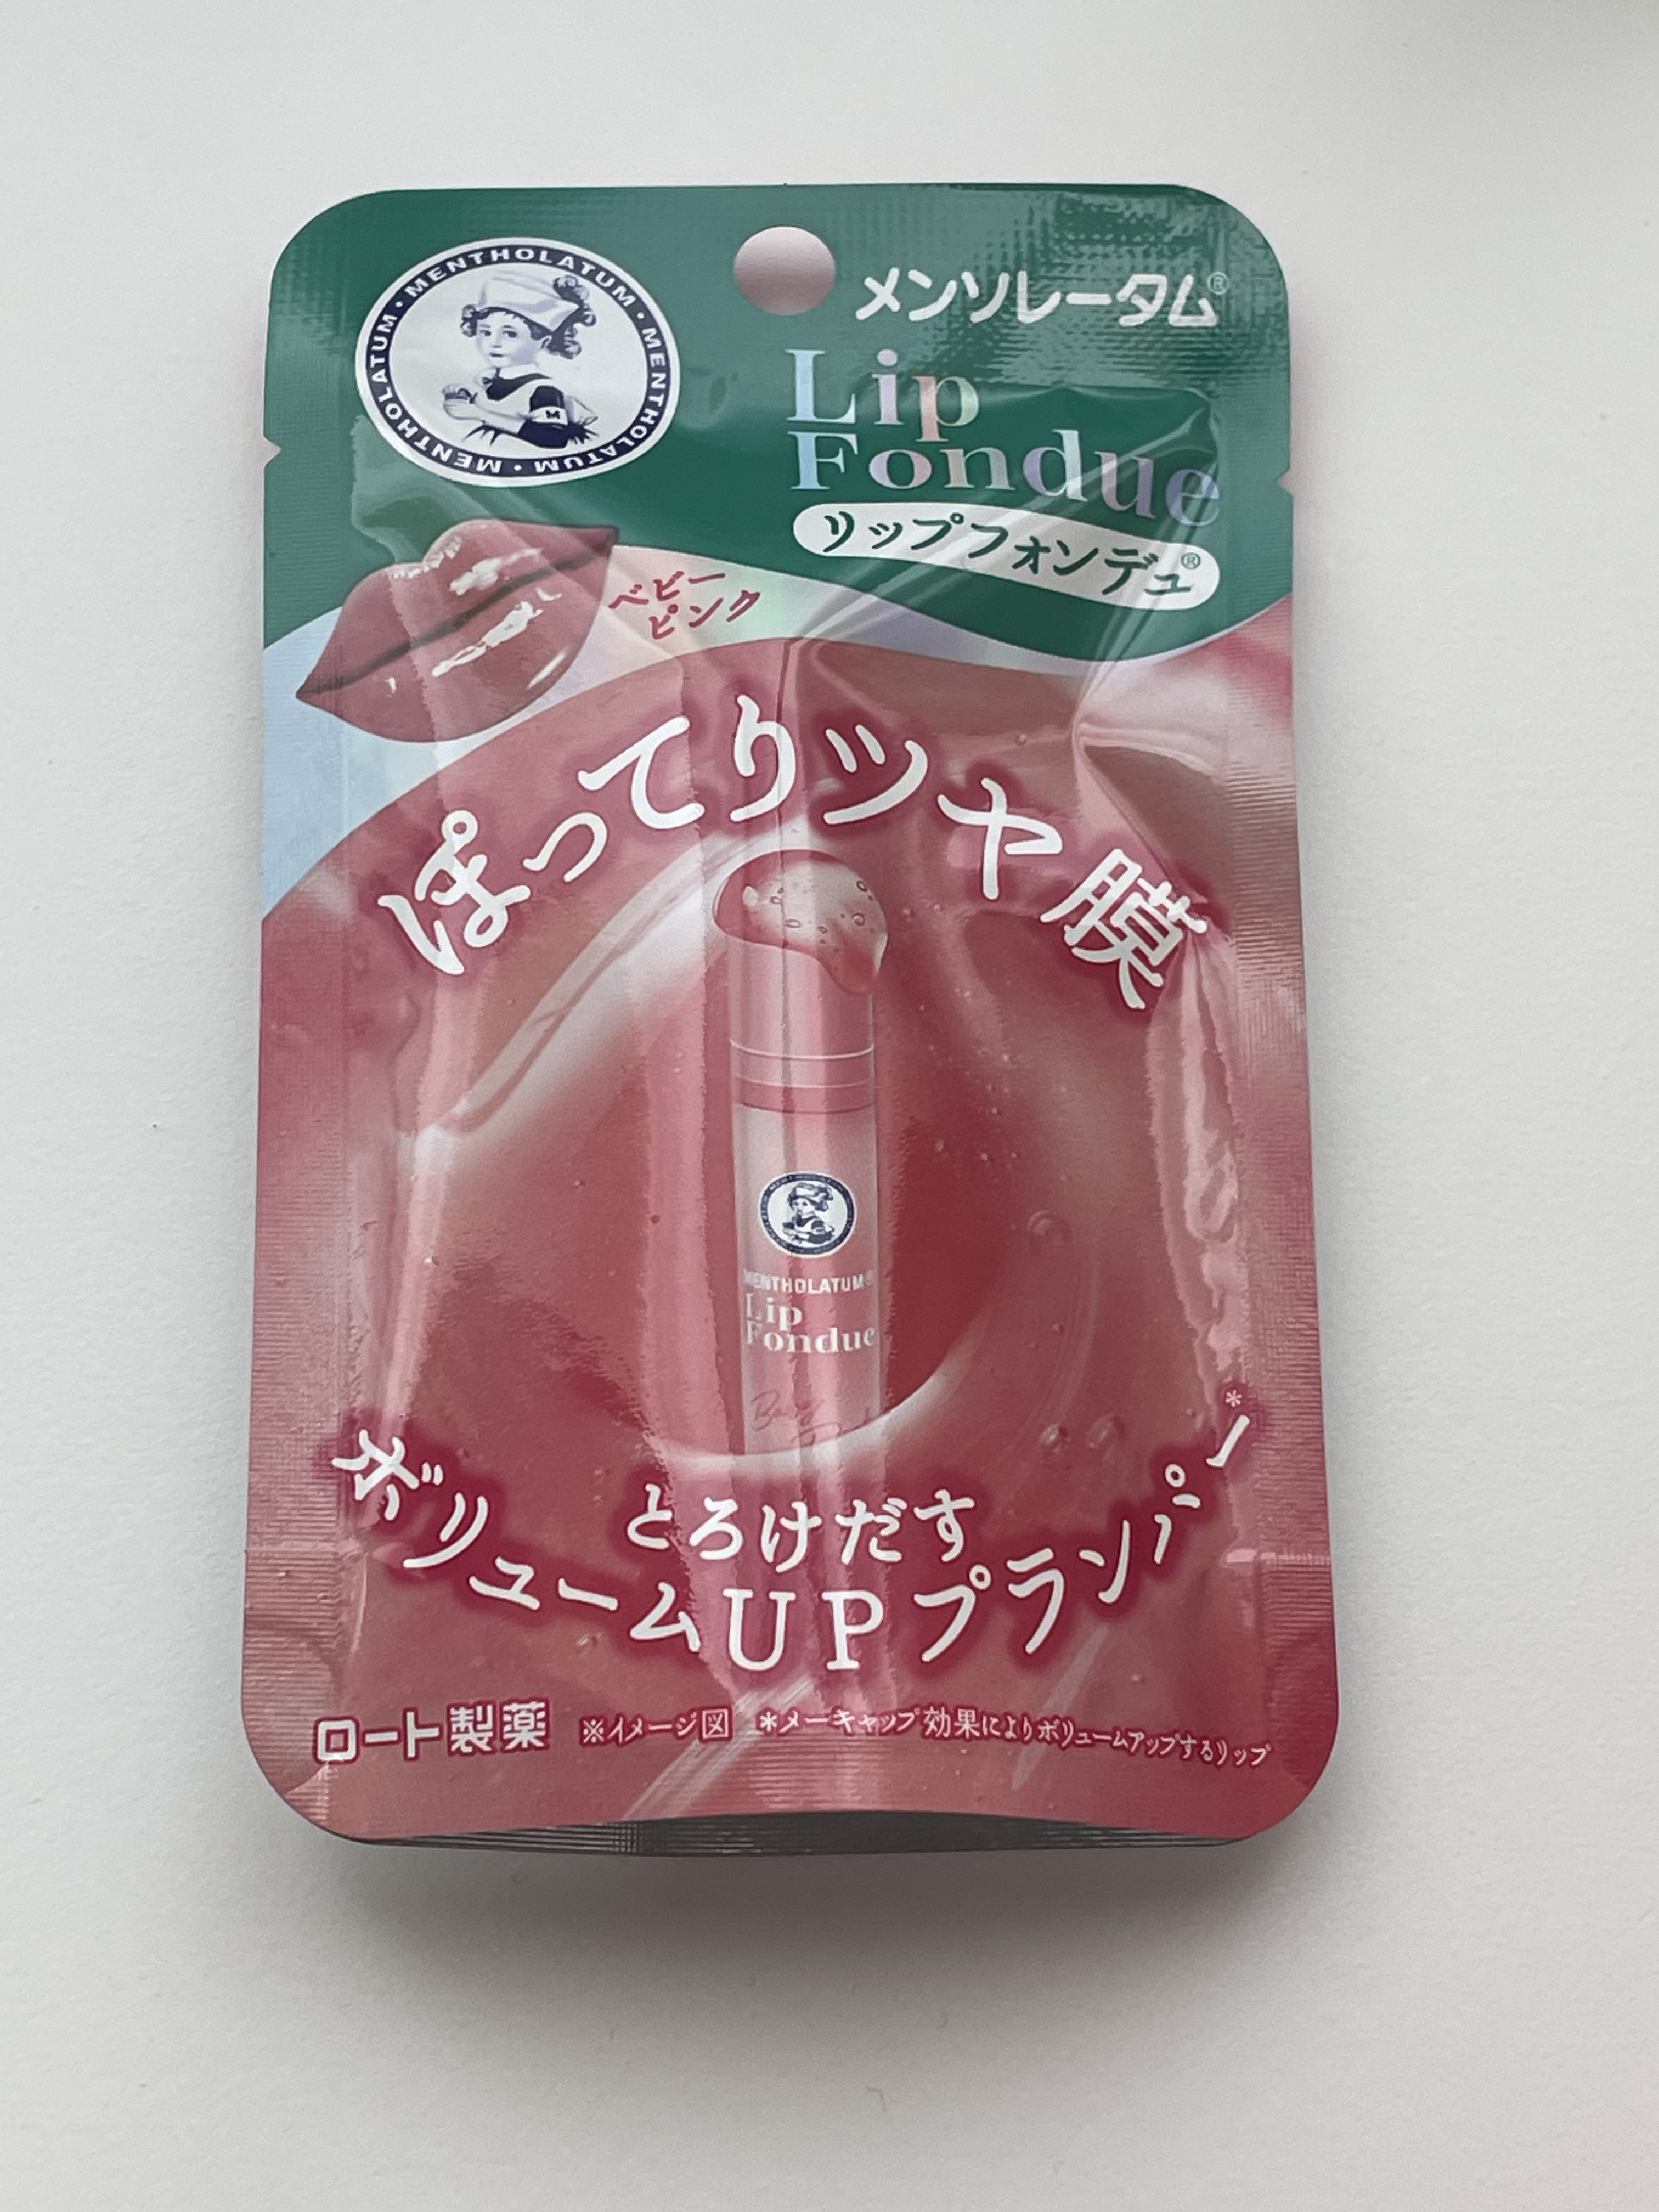 MENTHOLATUM・MENTHOLATUM・MENTHOLATUM・MENTHOLATUM・
M
メンソレータム®
Lip
Fondue
リップフォンデュ®
ベビー
ピンク
ぽってりツヤ膜
MENTHOLATUM®
Lip
Fondue
とろけだす
ボリュームUPプランパー*
ロート製薬 ※イメージ図 *メーキャップ効果によりボリュームアップするリップ